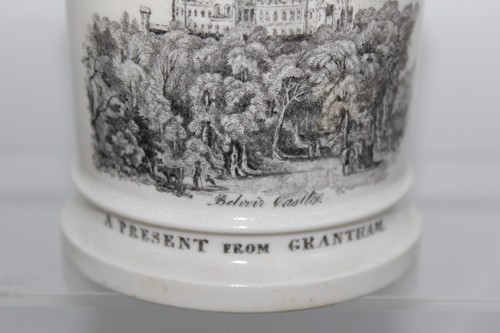 Belvoir Castle.
A PRESENT FROM GRANTHAM.